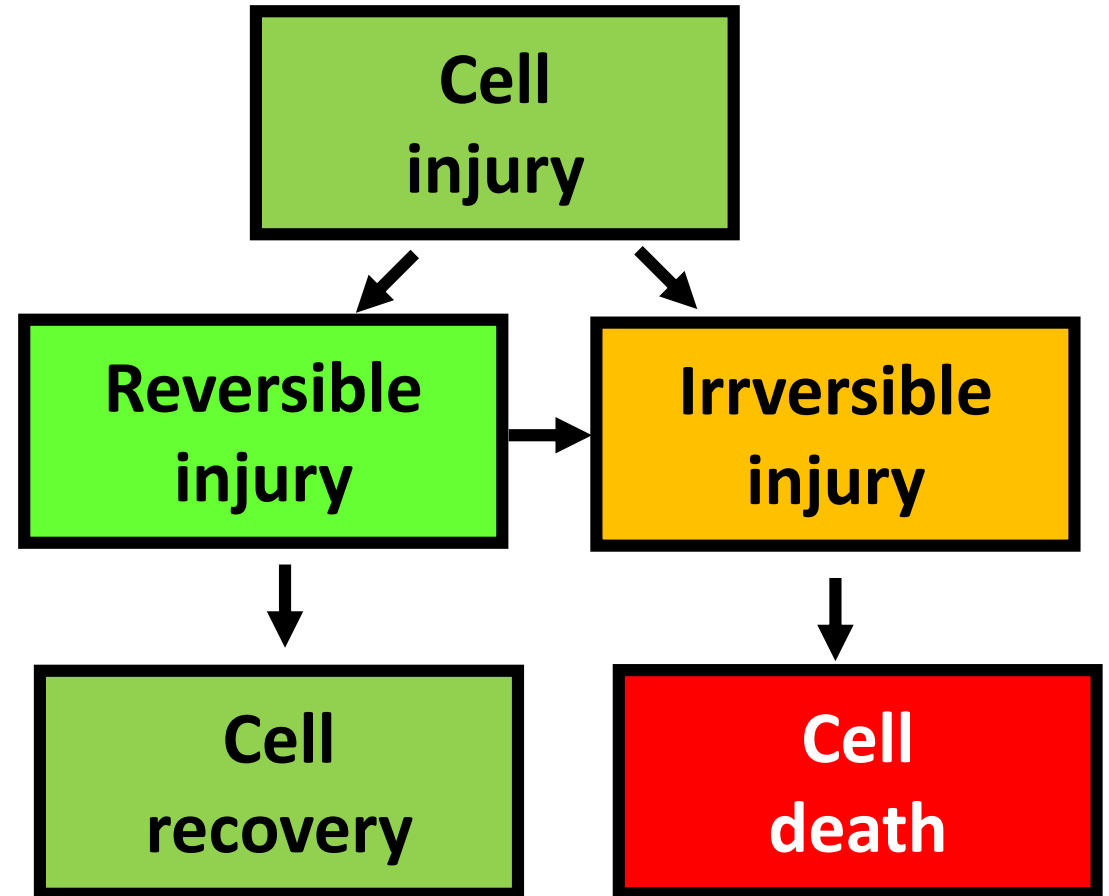 Cell
injury
Reversible
injury
Irrversible
injury
Cell
recovery
Cell
death